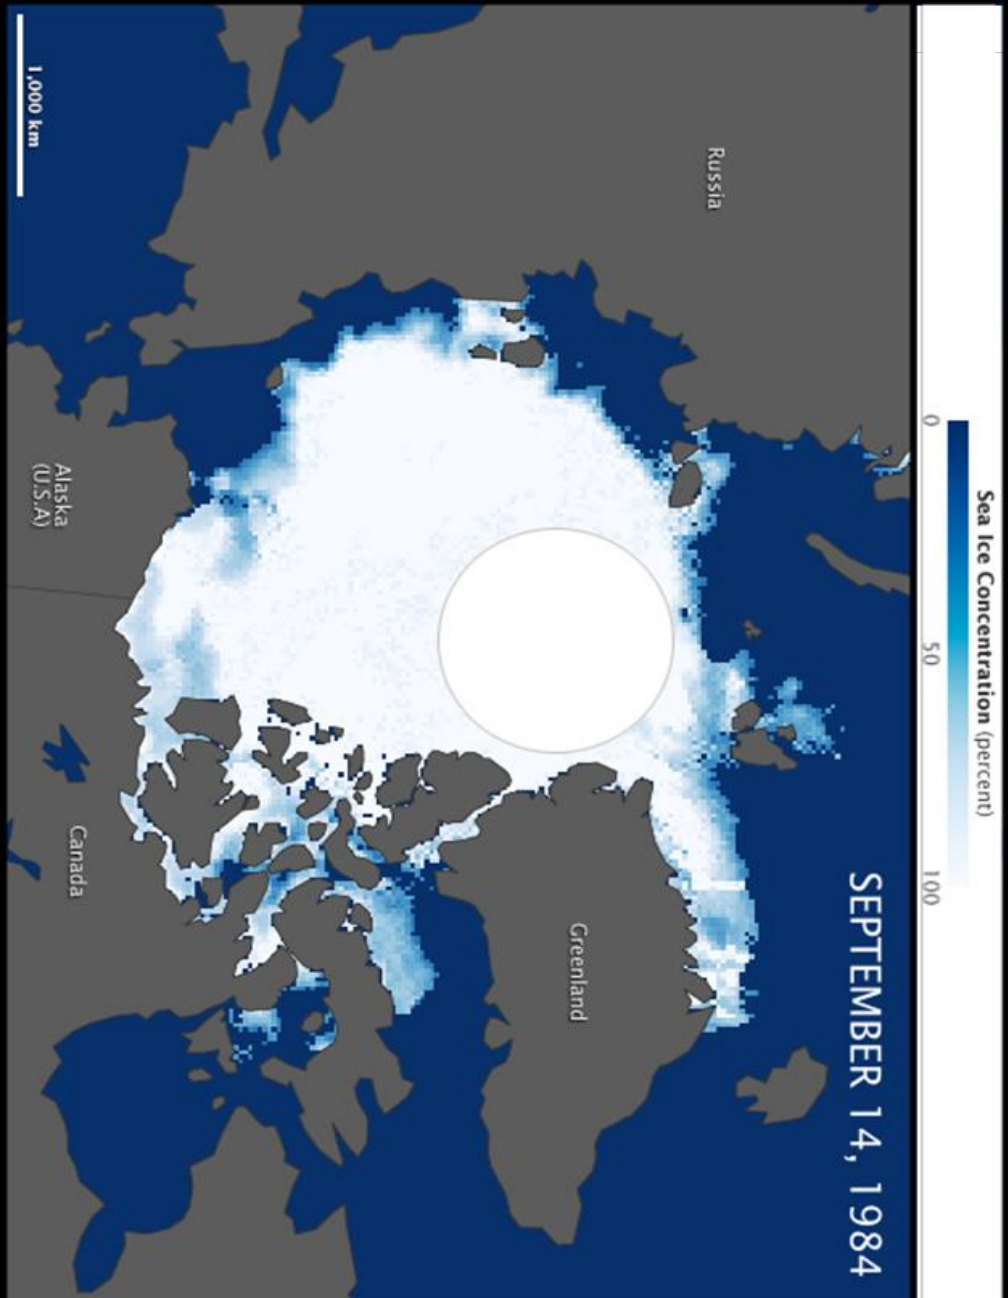 SEPTEMBER 14, 1984
Russia
Greenland
Alaska
(U.S.A)
Canada
1,000 km
Sea Ice Concentration (percent)
0 50 100